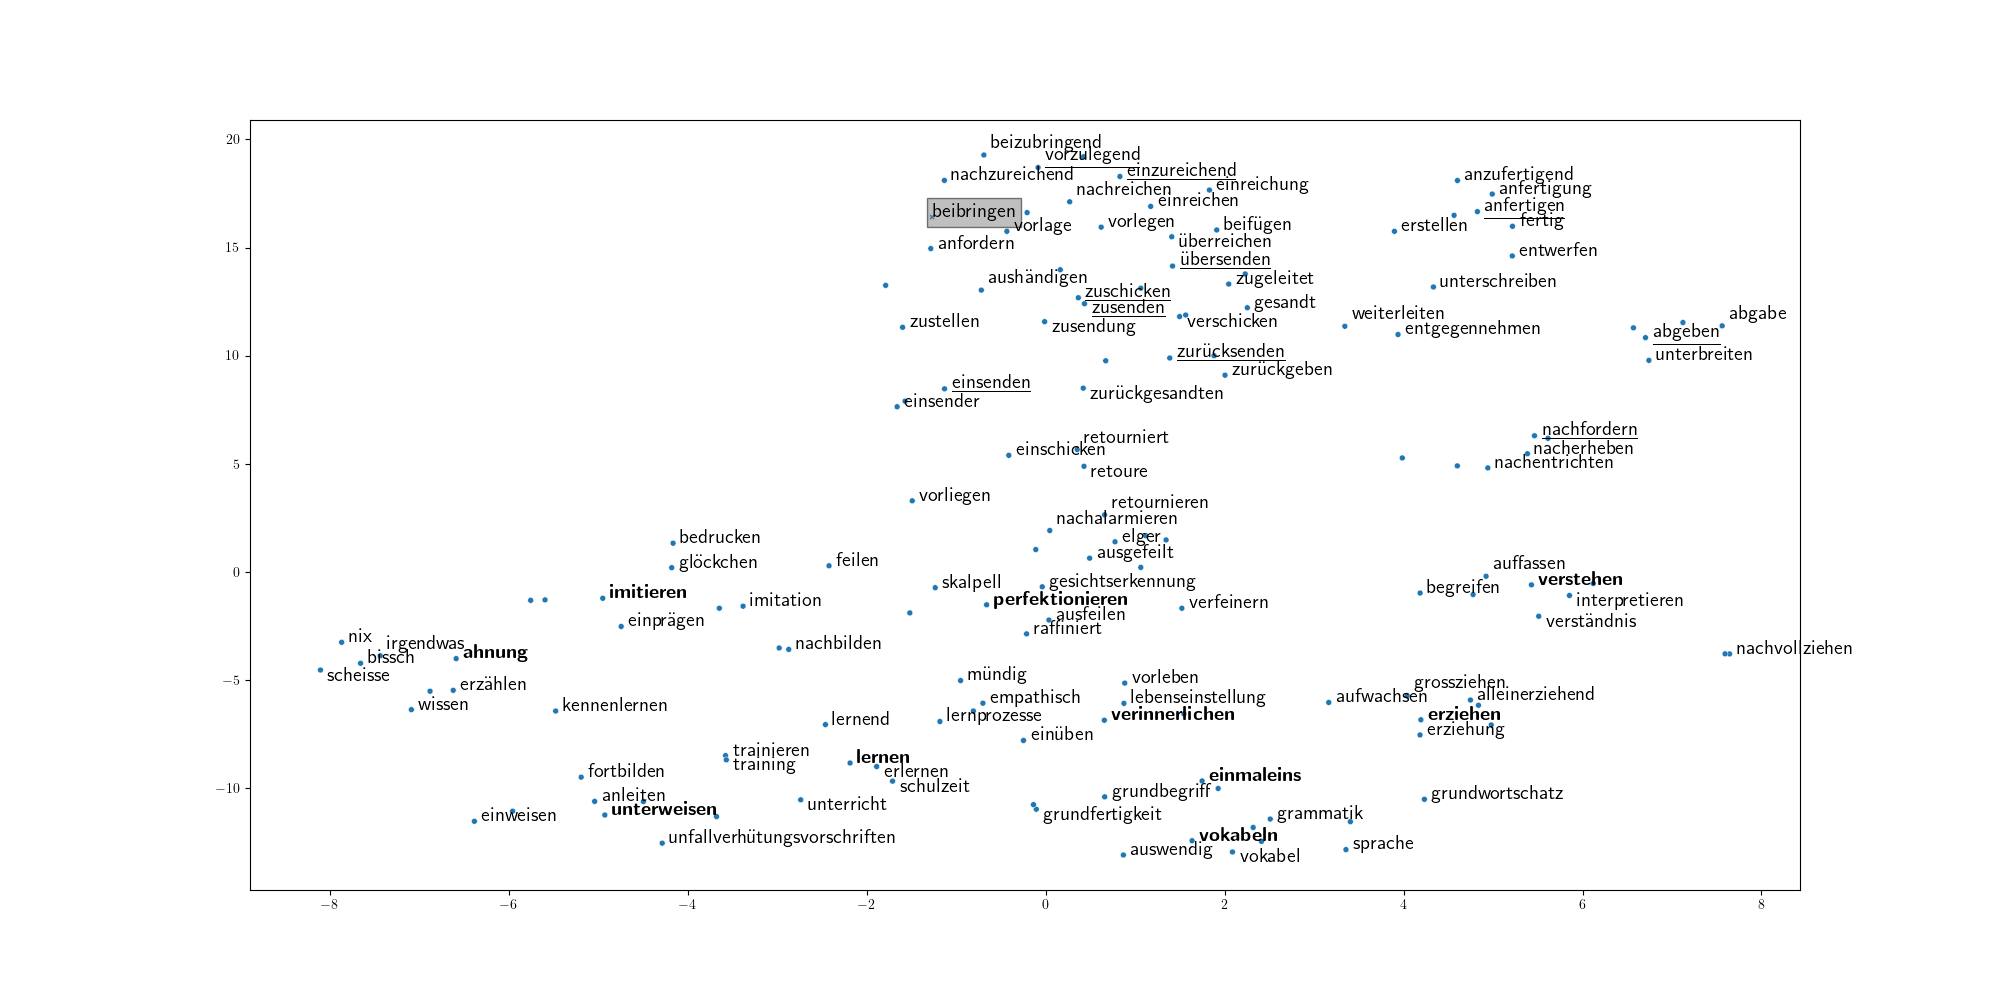 beizubringend
vorzulegend
nachzureichend
einzureichend
einreichung
nachreichen
einreichen
beibringen
vorlage
vorlegen
beifügen
anfordern
überreichen
übersenden
aushändigen
zugeleitet
zuschicken
zusenden
gesandt
zustellen
zusendung
verschicken
anzufertigend
anfertigung
anfertigen
fertig
erstellen
entwerfen
unterschreiben
weiterleiten
entgegennehmen
abgabe
abgeben
unterbreiten
zurücksenden
zurückgeben
einsenden
einsender
zurückgesandten
retourniert
einschicken
retoure
nachfordern
nacherheben
nachentrichten
vorliegen
retournieren
nachalarmieren
elger
ausgefeilt
bedrucken
glöckchen
feilen
imitieren
imitation
einprägen
nachbilden
skalpell
gesichtserkennung
perfektionieren
ausfeilen
raffiniert
verfeinern
auffassen
verstehen
begreifen
interpretieren
verständnis
nachvollziehen
nix
irgendwas
bissch
ahnung
scheisse
erzählen
wissen
kennenlernen
mündig
empathisch
lernprozesse
lernend
vorleben
lebenseinstellung
verinnerlichen
einüben
aufwachsen
grossziehen
alleinerziehend
erziehen
erziehung
trainieren
training
lernen
erlernen
schulzeit
fortbilden
anleiten
unterweisen
einweisen
unterricht
unfallverhütungsvorschriften
einmaleins
grundbegriff
grundfertigkeit
grammatik
grundwortschatz
vokabeln
auswendig
vokabel
sprache
20
15
10
5
0
−5
−10
−8 −6 −4 −2 0 2 4 6 8